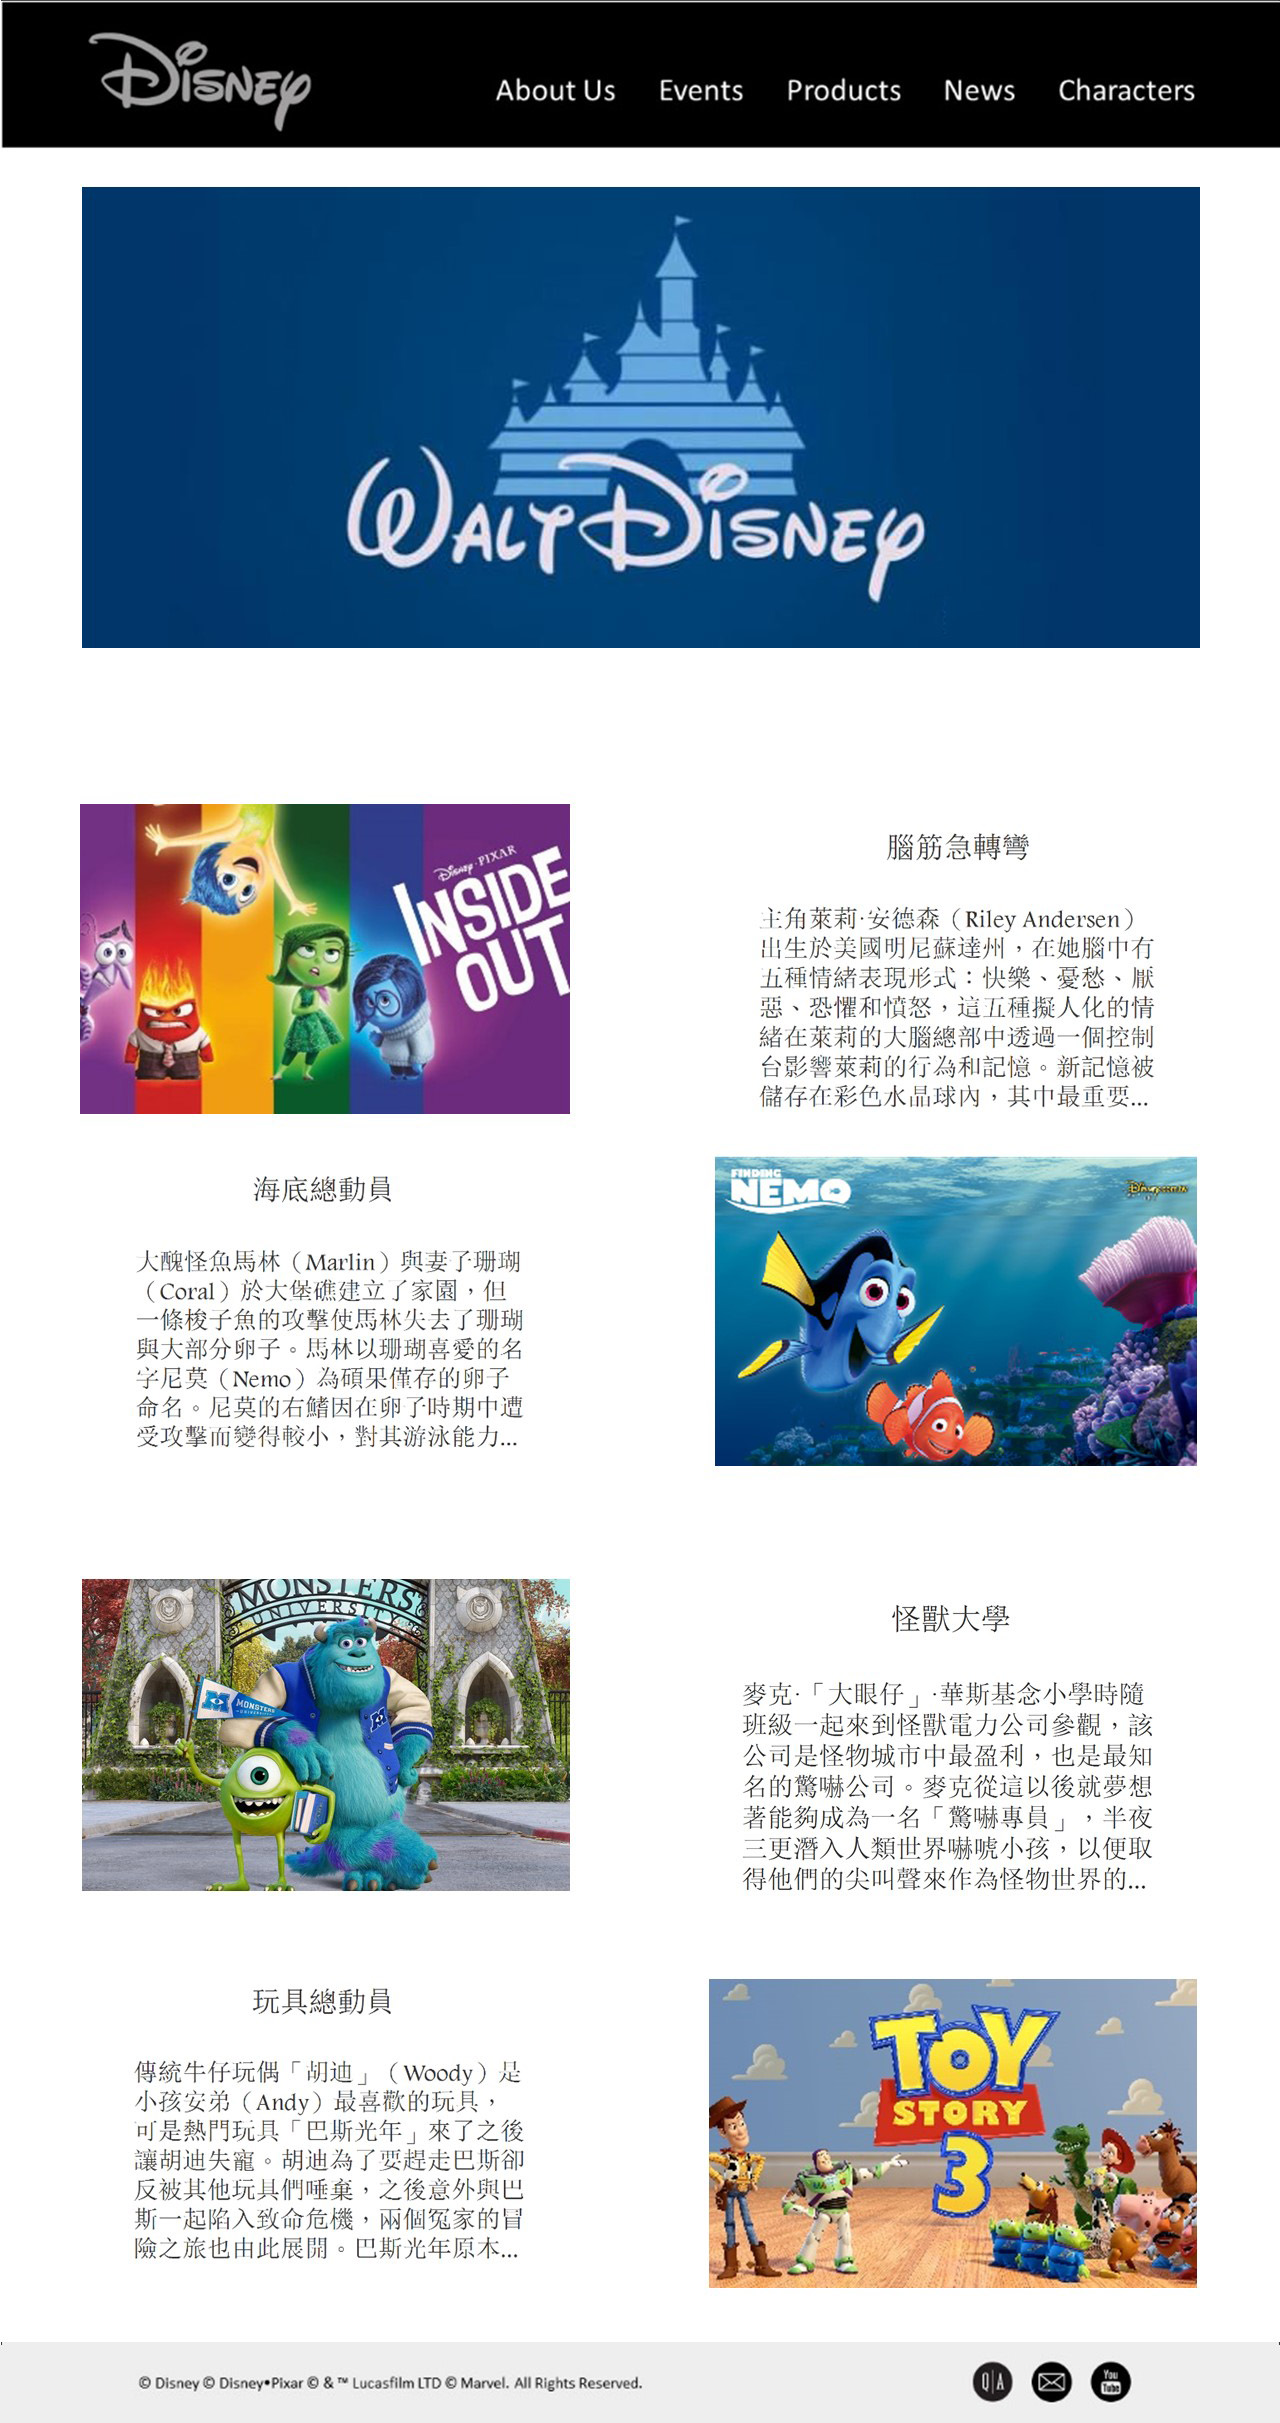 Disney
About Us Events Products News Characters
WALT DISNEY
Disney·PIXAR
INSIDE
OUT
腦筋急轉彎
主角萊莉·安德森（Riley Andersen）
出生於美國明尼蘇達州，在她腦中有
五種情緒表現形式：快樂、憂愁、厭
惡、恐懼和憤怒，這五種擬人化的情
緒在萊莉的大腦總部中透過一個控制
台影響萊莉的行為和記憶。新記憶被
儲存在彩色水晶球內，其中最重要...
海底總動員
大醜怪魚馬林（Marlin）與妻子珊瑚
（Coral）於大堡礁建立了家園，但
一條梭子魚的攻擊使馬林失去了珊瑚
與大部分卵子。馬林以珊瑚喜愛的名
字尼莫（Nemo）為碩果僅存的卵子
命名。尼莫的右鰭因在卵子時期中遭
受攻擊而變得較小，對其游泳能力...
FINDING
NEMO
MONSTERS
UNIVERSITY
M MONSTERS
UNIVERSITY
M
怪獸大學
麥克·「大眼仔」·華斯基念小學時隨
班級一起來到怪獸電力公司參觀，該
公司是怪物城市中最盈利，也是最知
名的驚嚇公司。麥克從這以後就夢想
著能夠成為一名「驚嚇專員」，半夜
三更潛入人類世界嚇唬小孩，以便取
得他們的尖叫聲來作為怪物世界的...
玩具總動員
傳統牛仔玩偶「胡迪」（Woody）是
小孩安弟（Andy）最喜歡的玩具，
可是熱門玩具「巴斯光年」來了之後
讓胡迪失寵。胡迪為了要趕走巴斯卻
反被其他玩具們唾棄，之後意外與巴
斯一起陷入致命危機，兩個冤家的冒
險之旅也由此展開。巴斯光年原本...
TOY
STORY
3
© Disney © Disney•Pixar © & ™ Lucasfilm LTD © Marvel. All Rights Reserved.
Q|A
You
Tube